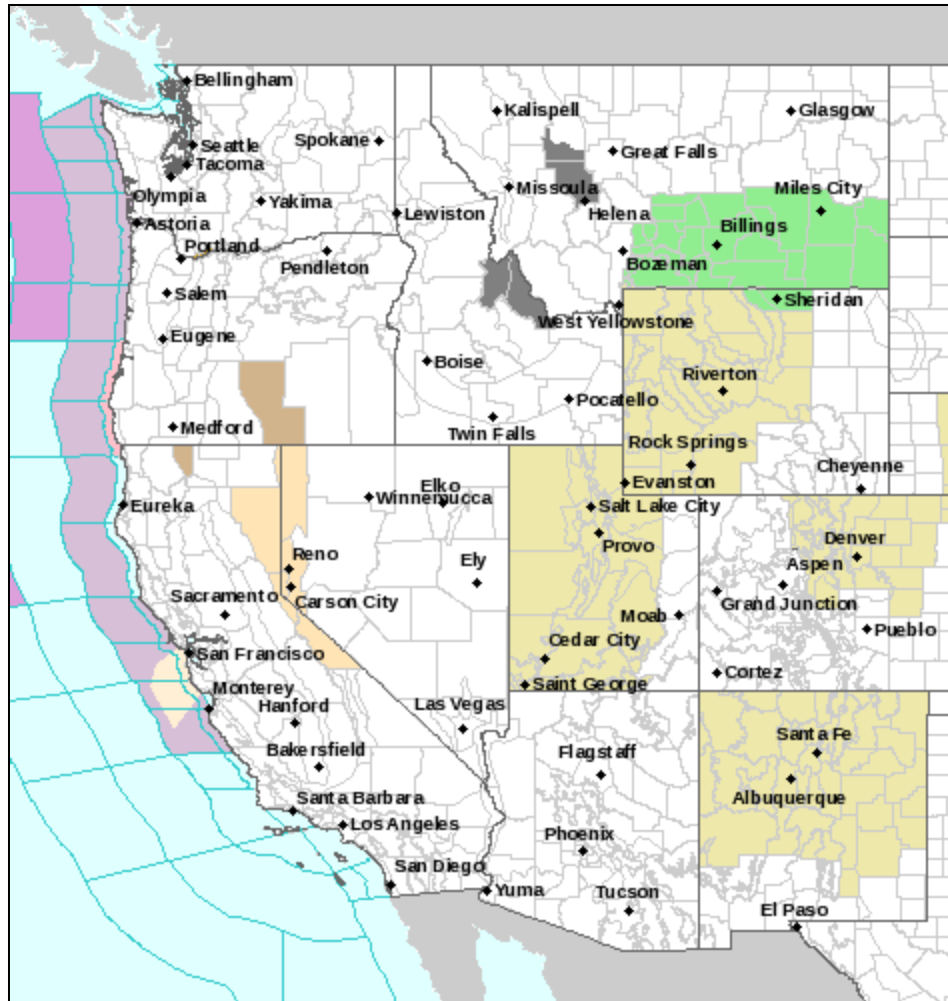 Bellingham
Kalispell
Glasgow
Seattle
Spokane
Great Falls
Tacoma
Missoula
Miles City
Olympia
Yakima
Lewiston
Helena
Astoria
Billings
Portland
Pendleton
Bozeman
Salem
Sheridan
West Yellowstone
Eugene
Boise
Riverton
Pocatello
Medford
Twin Falls
Rock Springs
Cheyenne
Elko
Winnemucca
Evanston
Eureka
Salt Lake City
Provo
Denver
Reno
Ely
Aspen
Sacramento
Carson City
Grand Junction
Moab
Pueblo
San Francisco
Cedar City
Cortez
Saint George
Monterey
Hanford
Las Vegas
Santa Fe
Bakersfield
Flagstaff
Albuquerque
Santa Barbara
Los Angeles
Phoenix
San Diego
Yuma
Tucson
El Paso